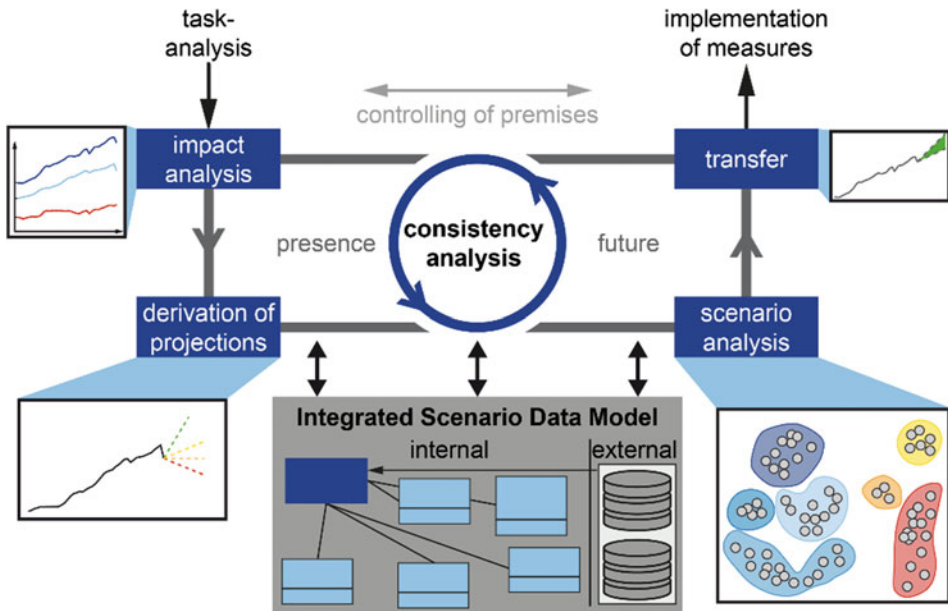 task-
analysis
implementation
of measures
controlling of premises
impact
analysis
transfer
presence
consistency
analysis
future
derivation of
projections
scenario
analysis
Integrated Scenario Data Model
internal
external